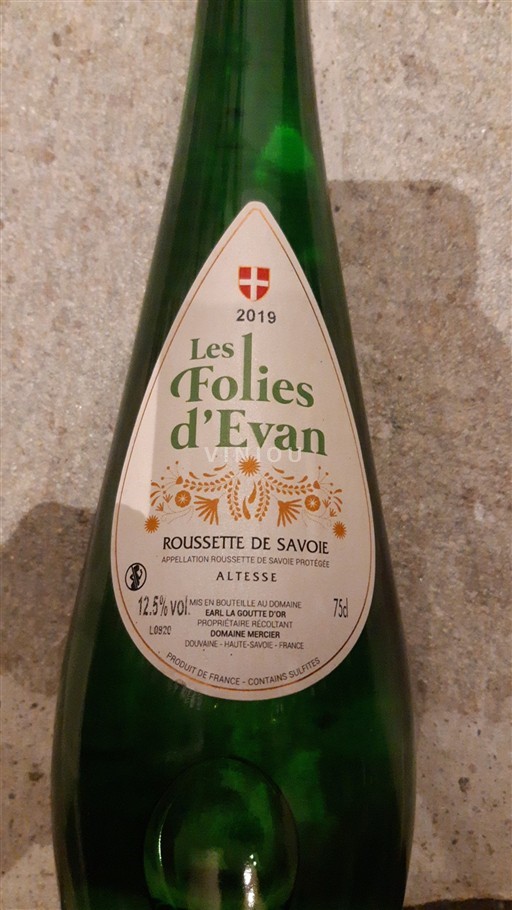 2019
Les
Folies
d'Evan
VINIOU
ROUSSETTE DE SAVOIE
APPELLATION ROUSSETTE DE SAVOIE PROTÉGÉE
ALTESSE
12.5% vol.
L0920
MIS EN BOUTEILLE AU DOMAINE
EARL LA GOUTTE D'OR
PROPRIÉTAIRE RÉCOLTANT
DOMAINE MERCIER
DOUVAINE - HAUTE-SAVOIE - FRANCE
75cl
PRODUIT DE FRANCE - CONTAINS SULFITES